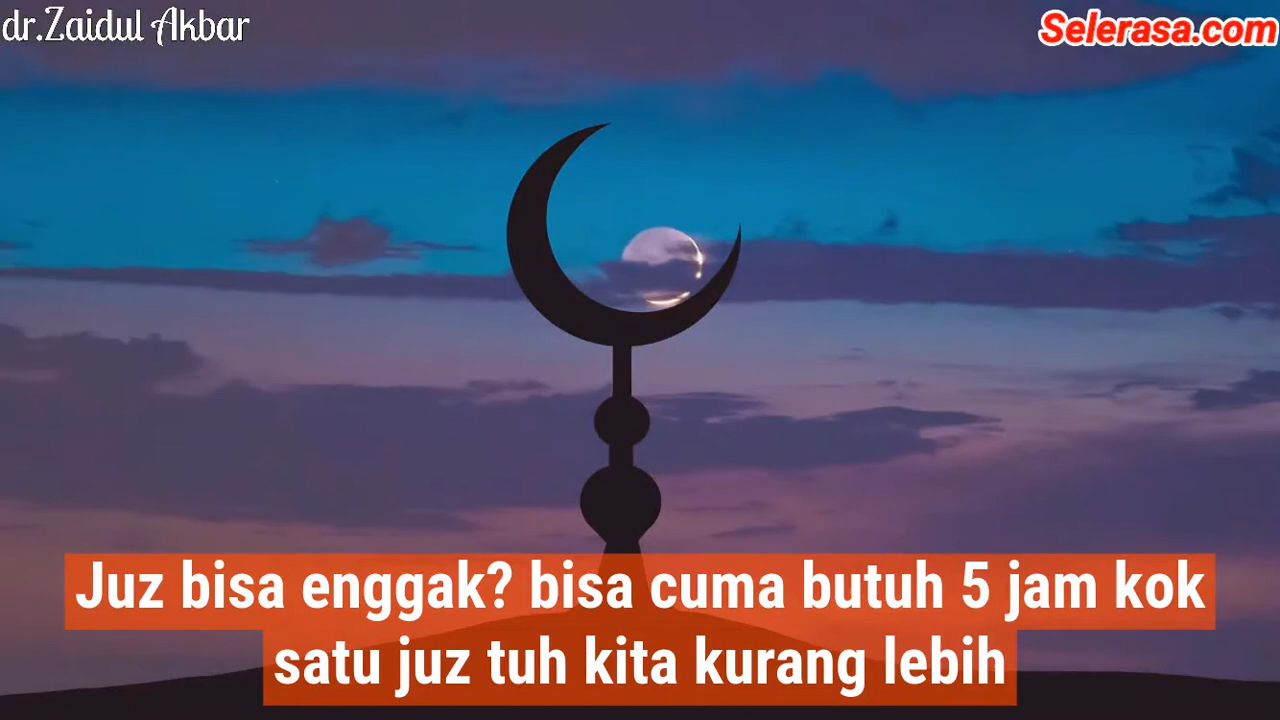 dr.Zaidul Akbar
Selerasa.com
Juz bisa enggak? bisa cuma butuh 5 jam kok
satu juz tuh kita kurang lebih